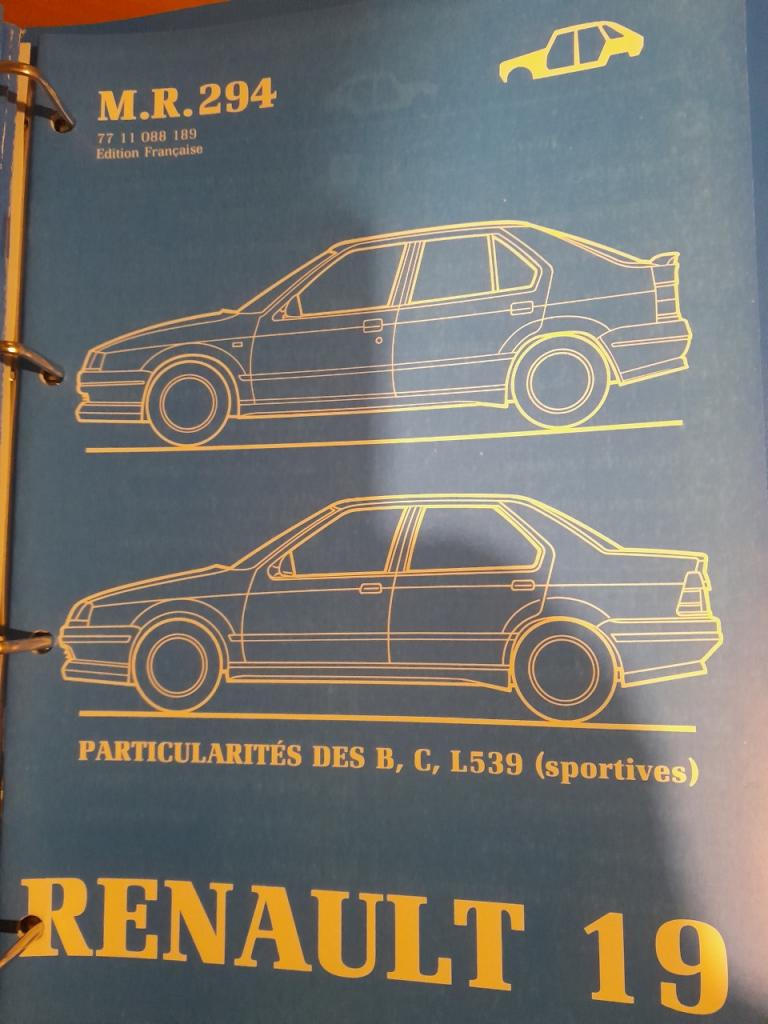 M.R.294
77 11 088 189
Edition Française
PARTICULARITÉS DES B, C, L539 (sportives)
RENAULT 19